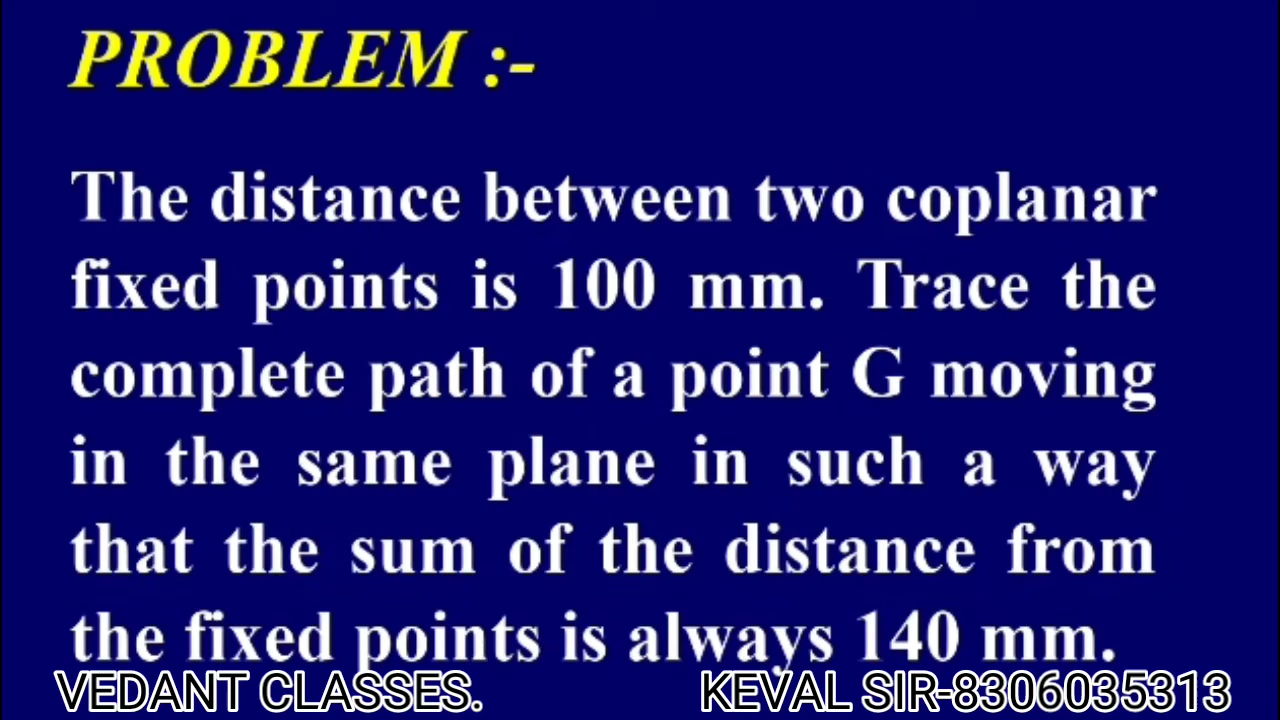 PROBLEM :-
The distance between two coplanar
fixed points is 100 mm. Trace the
complete path of a point G moving
in the same plane in such a way
that the sum of the distance from
the fixed points is always 140 mm.
VEDANT CLASSES. KEVAL SIR-8306035313